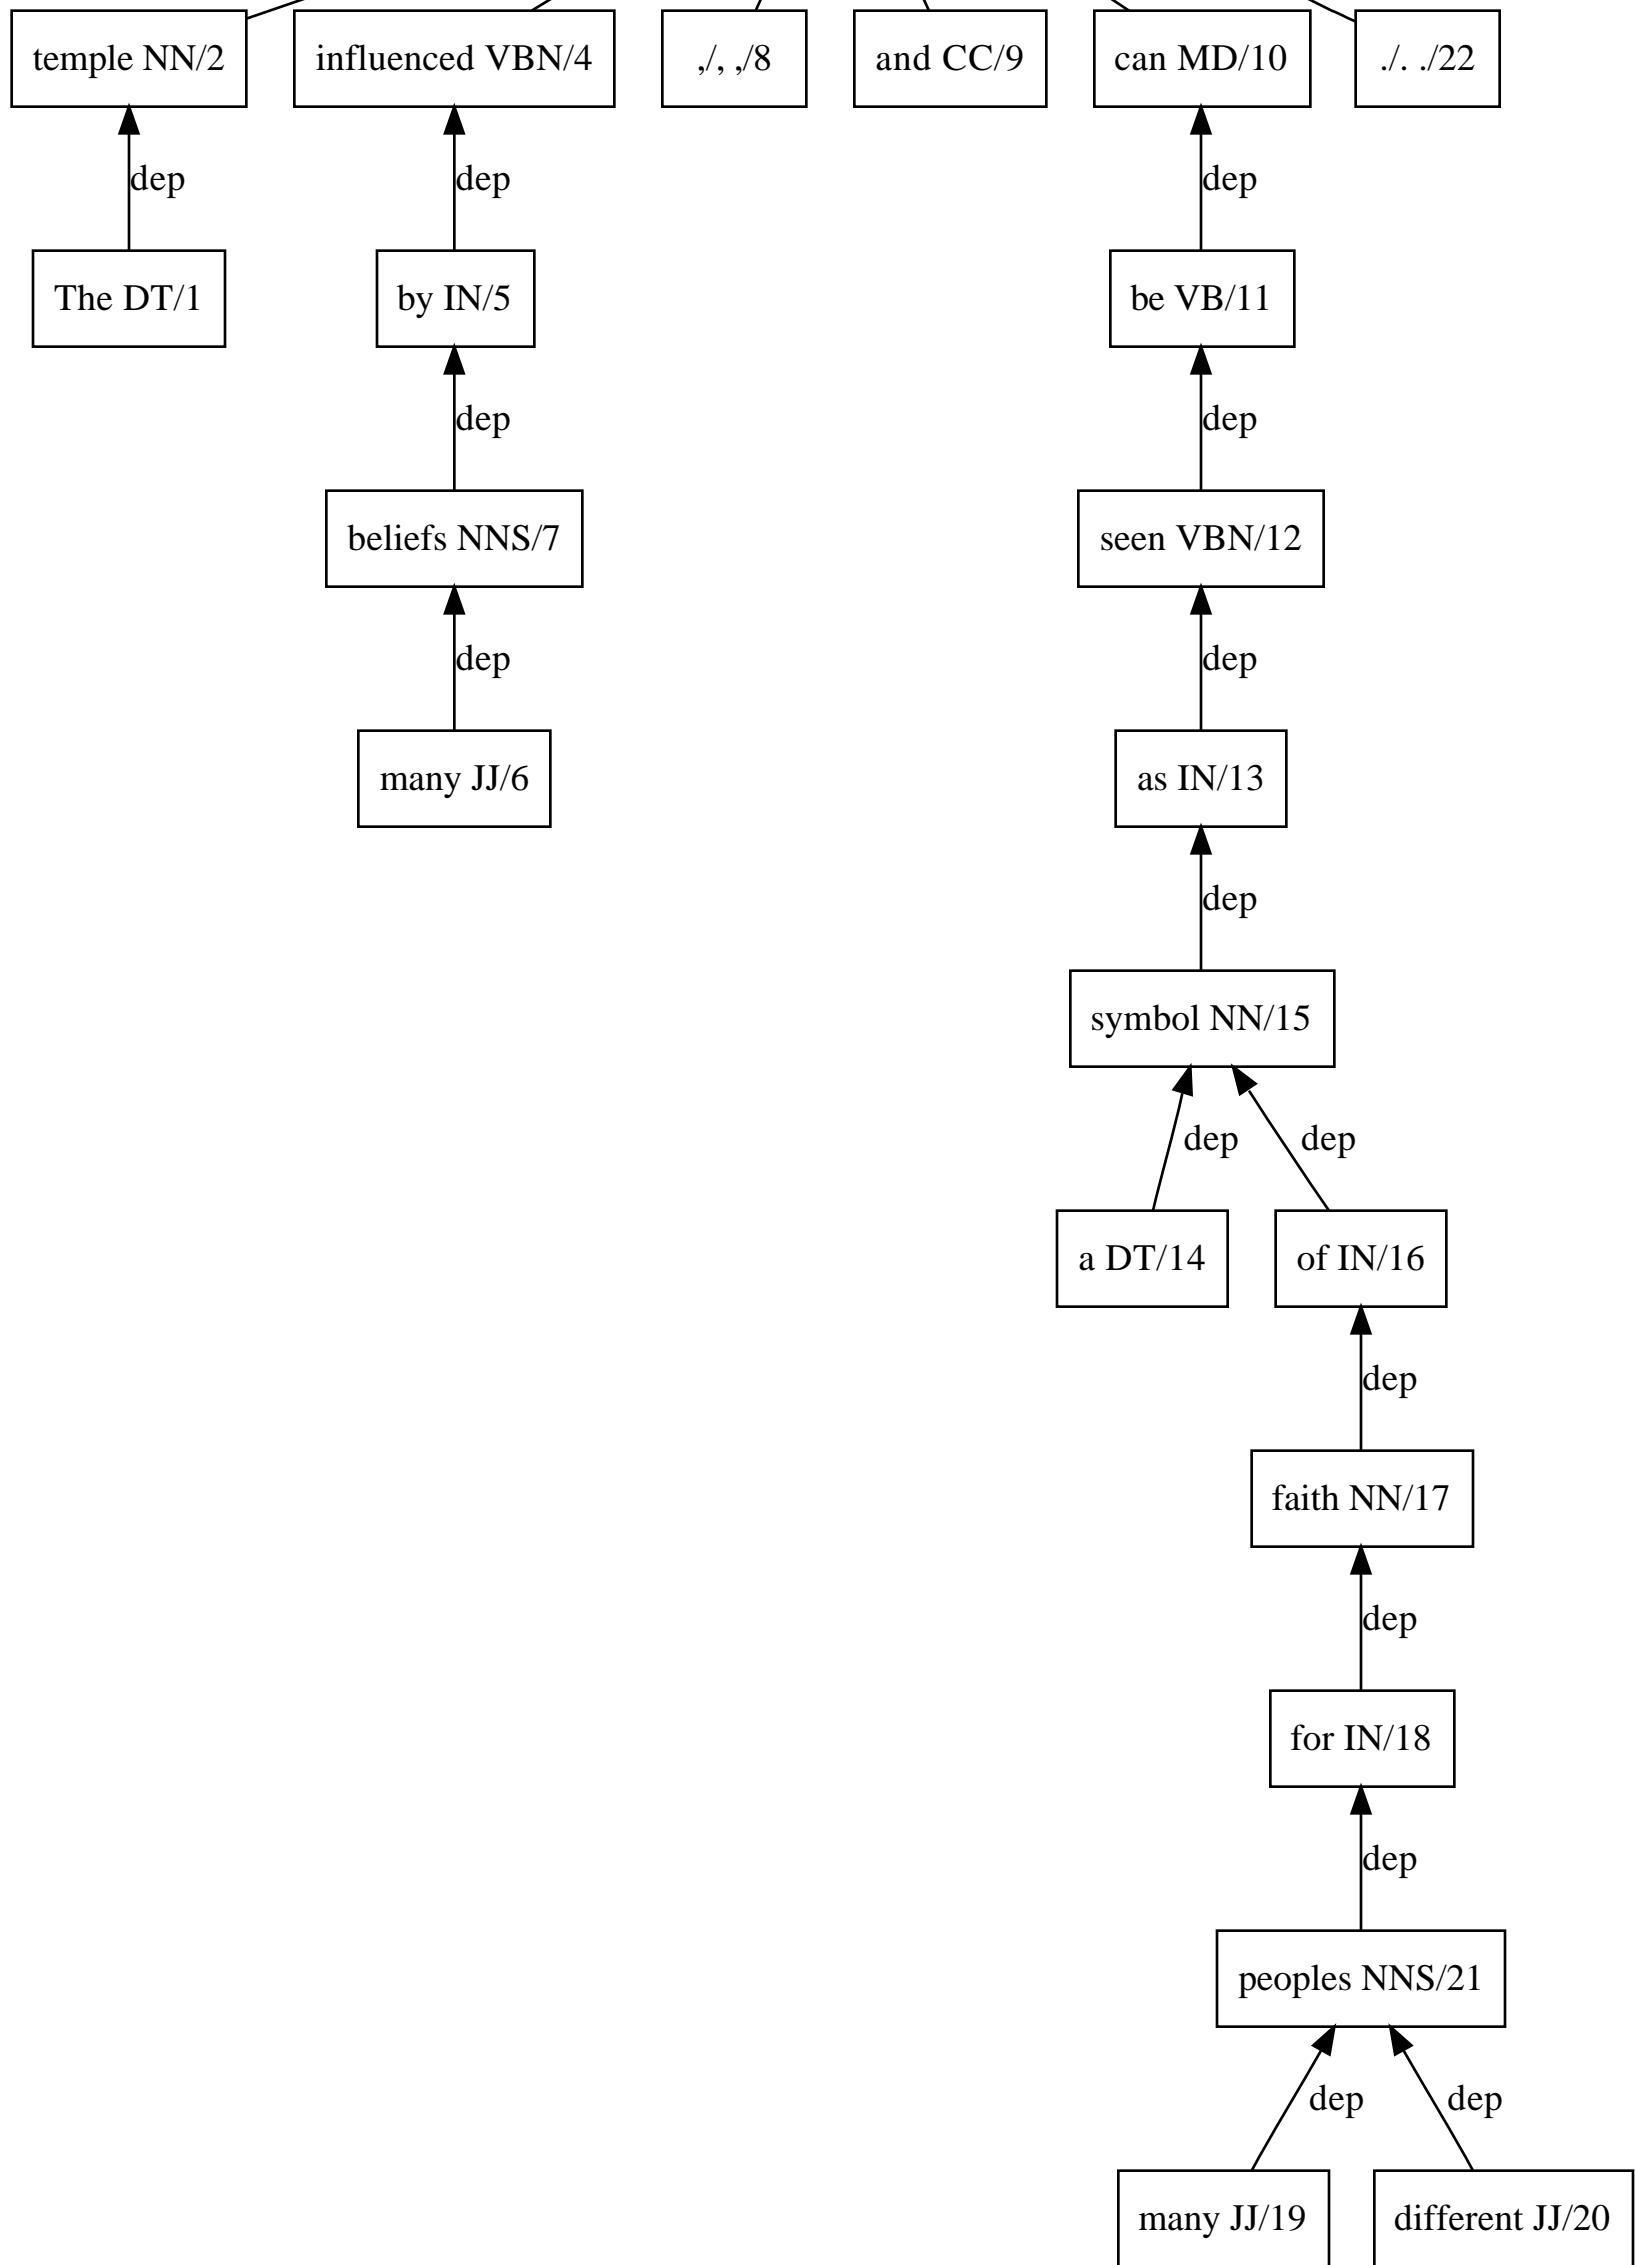 temple NN/2 influenced VBN/4 ,/, ,/8 and CC/9 can MD/10 ./. ./22
dep dep dep
The DT/1 by IN/5 be VB/11
dep dep
beliefs NNS/7 seen VBN/12
dep dep
many JJ/6 as IN/13
dep
symbol NN/15
dep dep
a DT/14 of IN/16
dep
faith NN/17
dep
for IN/18
dep
peoples NNS/21
dep dep
many JJ/19 different JJ/20